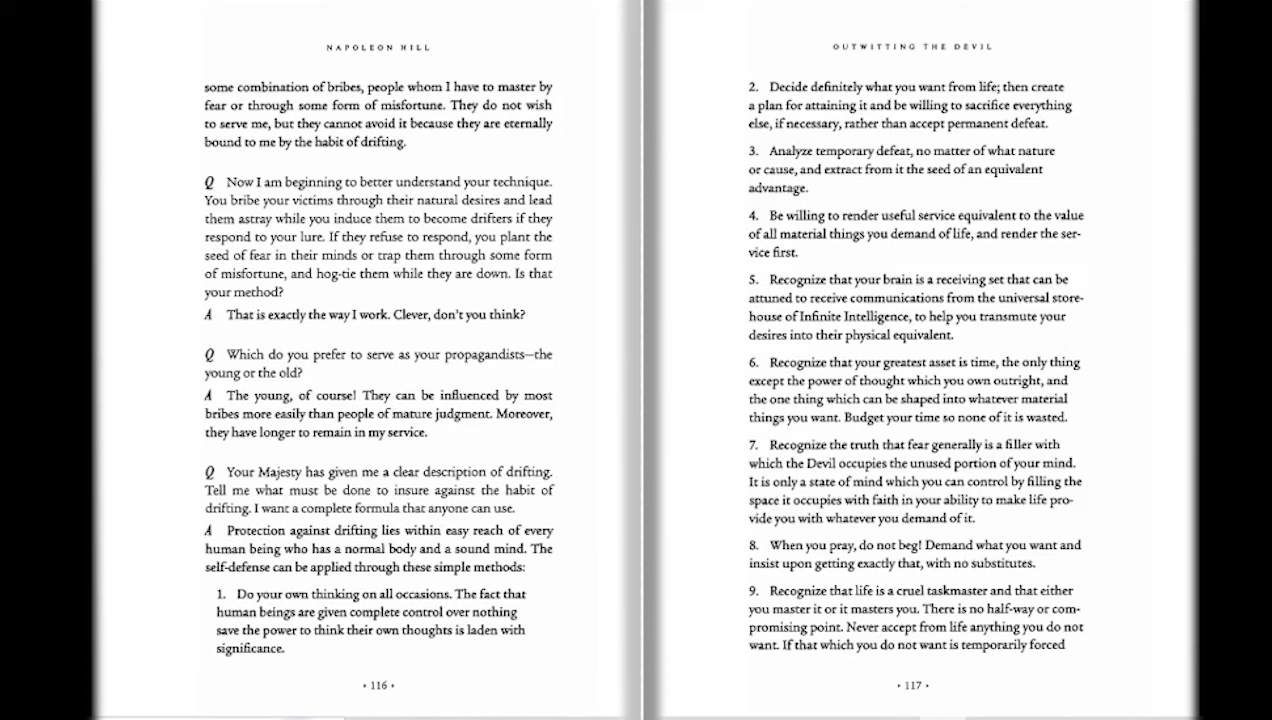 NAPOLEON HILL
some combination of bribes, people whom I have to master by
fear or through some form of misfortune. They do not wish
to serve me, but they cannot avoid it because they are eternally
bound to me by the habit of drifting.
Q Now I am beginning to better understand your technique.
You bribe your victims through their natural desires and lead
them astray while you induce them to become drifters if they
respond to your lure. If they refuse to respond, you plant the
seed of fear in their minds or trap them through some form
of misfortune, and hog-tie them while they are down. Is that
your method?
A That is exactly the way I work. Clever, don't you think?
Q Which do you prefer to serve as your propagandists—the
young or the old?
A The young, of course! They can be influenced by most
bribes more easily than people of mature judgment. Moreover,
they have longer to remain in my service.
Q Your Majesty has given me a clear description of drifting.
Tell me what must be done to insure against the habit of
drifting. I want a complete formula that anyone can use.
A Protection against drifting lies within easy reach of every
human being who has a normal body and a sound mind. The
self-defense can be applied through these simple methods:
1. Do your own thinking on all occasions. The fact that
human beings are given complete control over nothing
save the power to think their own thoughts is laden with
significance.
• 116 •
OUTWITTING THE DEVIL
2. Decide definitely what you want from life; then create
a plan for attaining it and be willing to sacrifice everything
else, if necessary, rather than accept permanent defeat.
3. Analyze temporary defeat, no matter of what nature
or cause, and extract from it the seed of an equivalent
advantage.
4. Be willing to render useful service equivalent to the value
of all material things you demand of life, and render the ser-
vice first.
5. Recognize that your brain is a receiving set that can be
attuned to receive communications from the universal store-
house of Infinite Intelligence, to help you transmute your
desires into their physical equivalent.
6. Recognize that your greatest asset is time, the only thing
except the power of thought which you own outright, and
the one thing which can be shaped into whatever material
things you want. Budget your time so none of it is wasted.
7. Recognize the truth that fear generally is a filler with
which the Devil occupies the unused portion of your mind.
It is only a state of mind which you can control by filling the
space it occupies with faith in your ability to make life pro-
vide you with whatever you demand of it.
8. When you pray, do not beg! Demand what you want and
insist upon getting exactly that, with no substitutes.
9. Recognize that life is a cruel taskmaster and that either
you master it or it masters you. There is no half-way or com-
promising point. Never accept from life anything you do not
want. If that which you do not want is temporarily forced
• 117 •